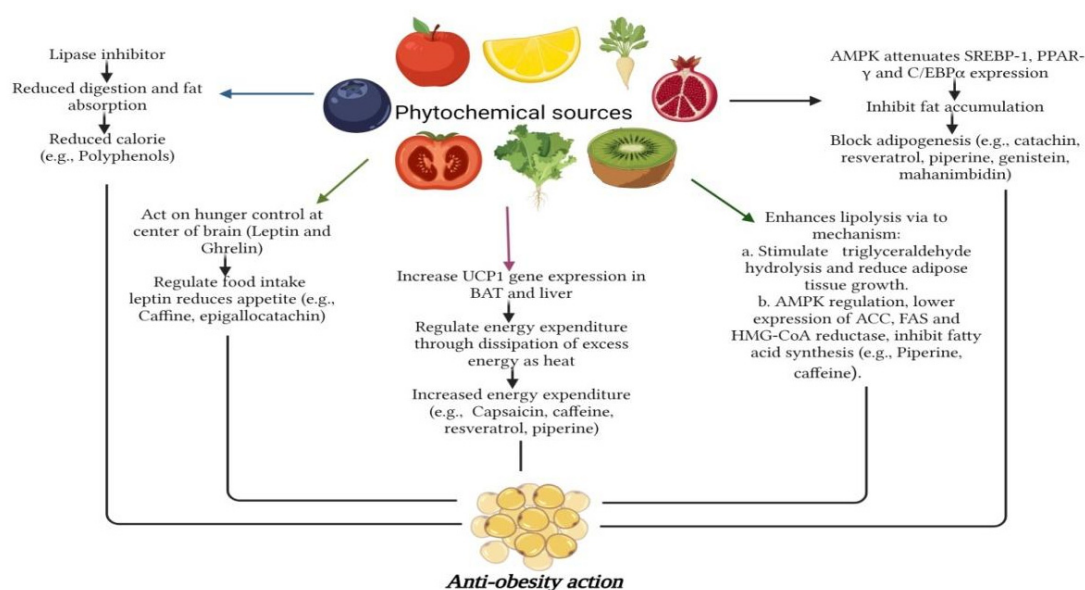 Phytochemical sources
Lipase inhibitor
Reduced digestion and fat
absorption
Reduced calorie
(e.g., Polyphenols)
Act on hunger control at
center of brain (Leptin and
Ghrelin)
Regulate food intake
leptin reduces appetite (e.g.,
Caffine, epigallocatachin)
Increase UCP1 gene expression in
BAT and liver
Regulate energy expenditure
through dissipation of excess
energy as heat
Increased energy expenditure
(e.g., Capsaicin, caffeine,
resveratrol, piperine)
Enhances lipolysis via to
mechanism:
a. Stimulate triglyceraldehyde
hydrolysis and reduce adipose
tissue growth.
b. AMPK regulation, lower
expression of ACC, FAS and
HMG-CoA reductase, inhibit fatty
acid synthesis (e.g., Piperine,
caffeine).
AMPK attenuates SREBP-1, PPAR-
γ and C/EBPα expression
Inhibit fat accumulation
Block adipogenesis (e.g., catachin,
resveratrol, piperine, genistein,
mahanimbidin)
Anti-obesity action